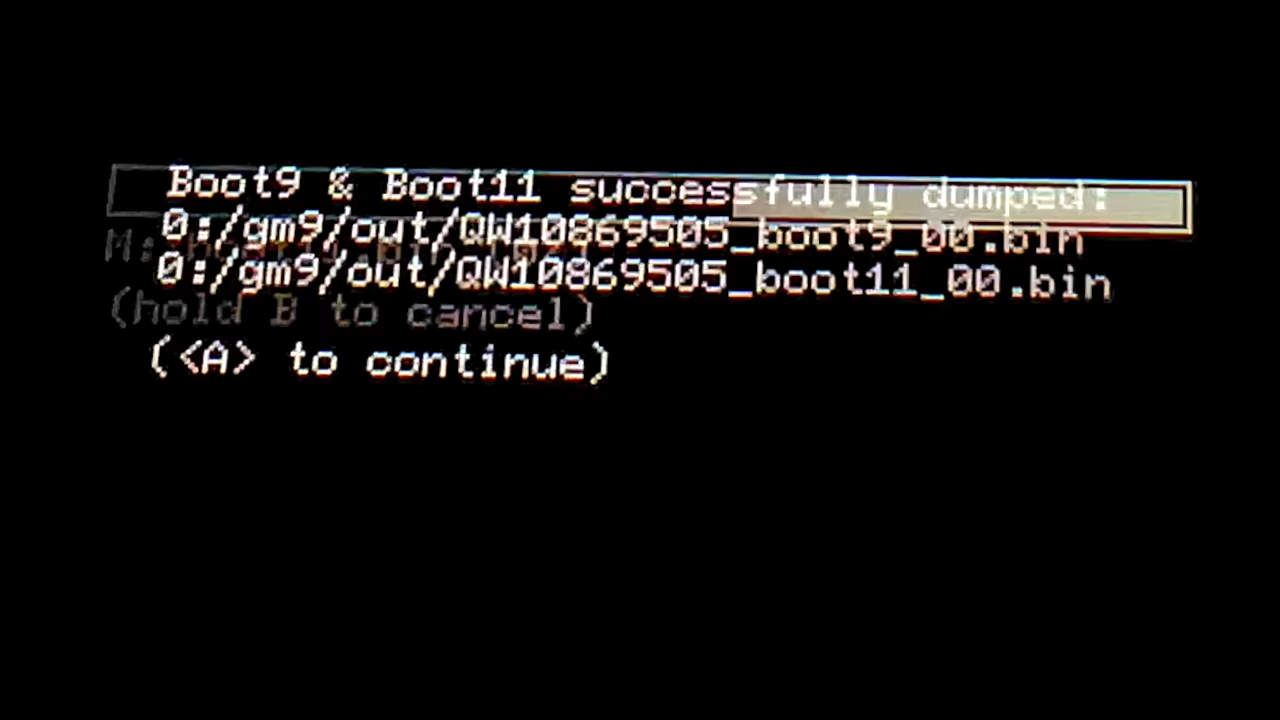 Boot9 & Boot11 successfully dumped:
0:/gm9/out/QW10869505_boot9_00.bin
0:/gm9/out/QW10869505_boot11_00.bin
(hold B to cancel)
(<A> to continue)